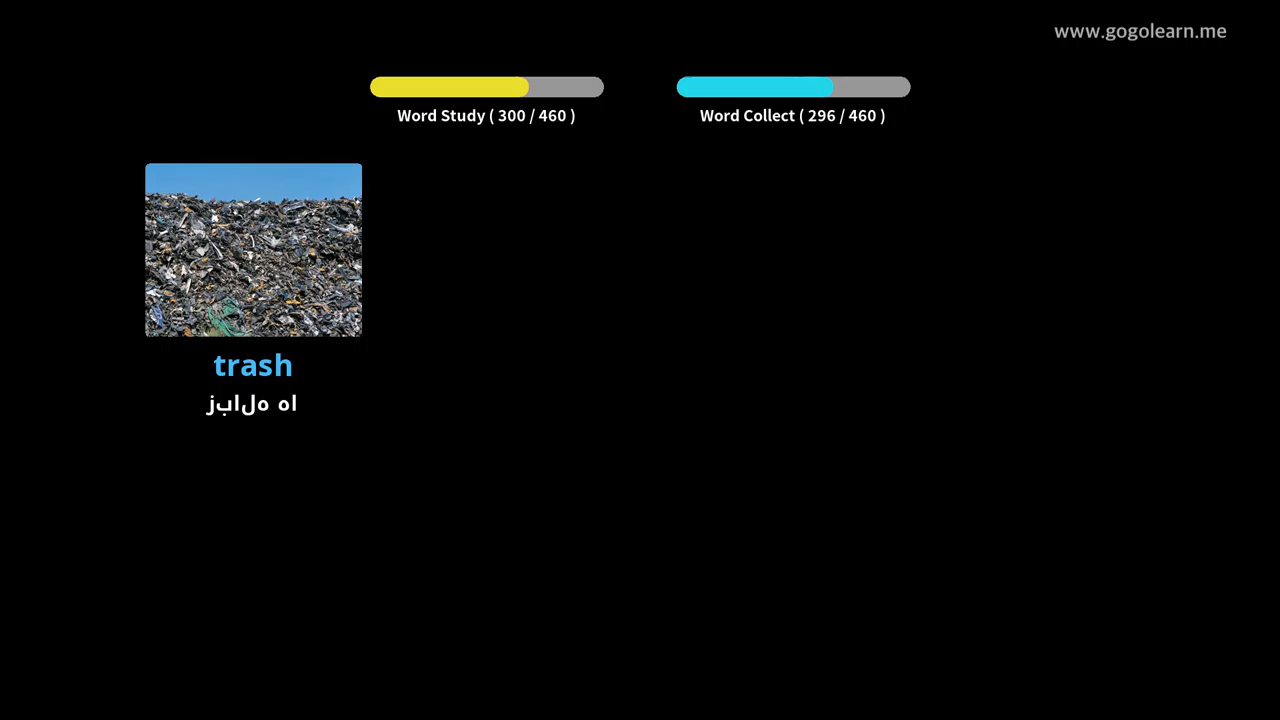 www.gogolearn.me
Word Study ( 300 / 460 )
Word Collect ( 296 / 460 )
trash
زباله ها